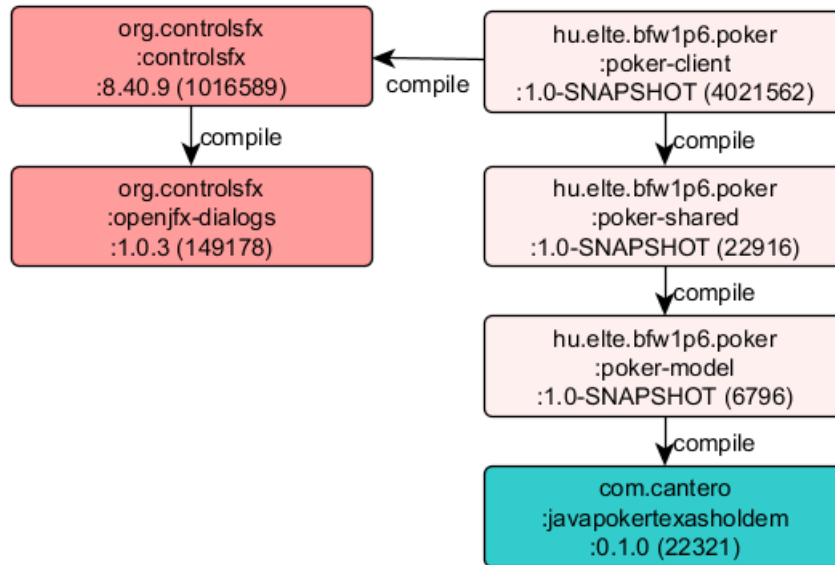 org.controlsfx
:controlsfx
:8.40.9 (1016589)
compile
hu.elte.bfw1p6.poker
:poker-client
:1.0-SNAPSHOT (4021562)
compile
compile
org.controlsfx
:openjfx-dialogs
:1.0.3 (149178)
hu.elte.bfw1p6.poker
:poker-shared
:1.0-SNAPSHOT (22916)
compile
hu.elte.bfw1p6.poker
:poker-model
:1.0-SNAPSHOT (6796)
compile
com.cantero
:javapokertexasholdem
:0.1.0 (22321)